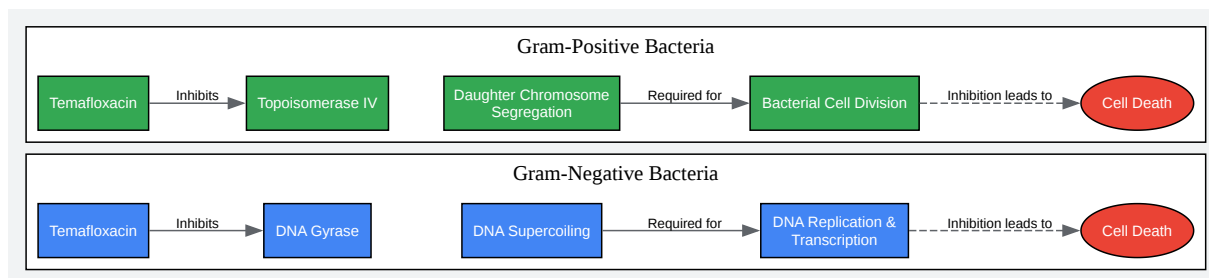 Gram-Positive Bacteria
Temafloxacin
Inhibits
Topoisomerase IV
Daughter Chromosome
Segregation
Required for
Bacterial Cell Division
Inhibition leads to
Cell Death
Gram-Negative Bacteria
Temafloxacin
Inhibits
DNA Gyrase
DNA Supercoiling
Required for
DNA Replication &
Transcription
Inhibition leads to
Cell Death